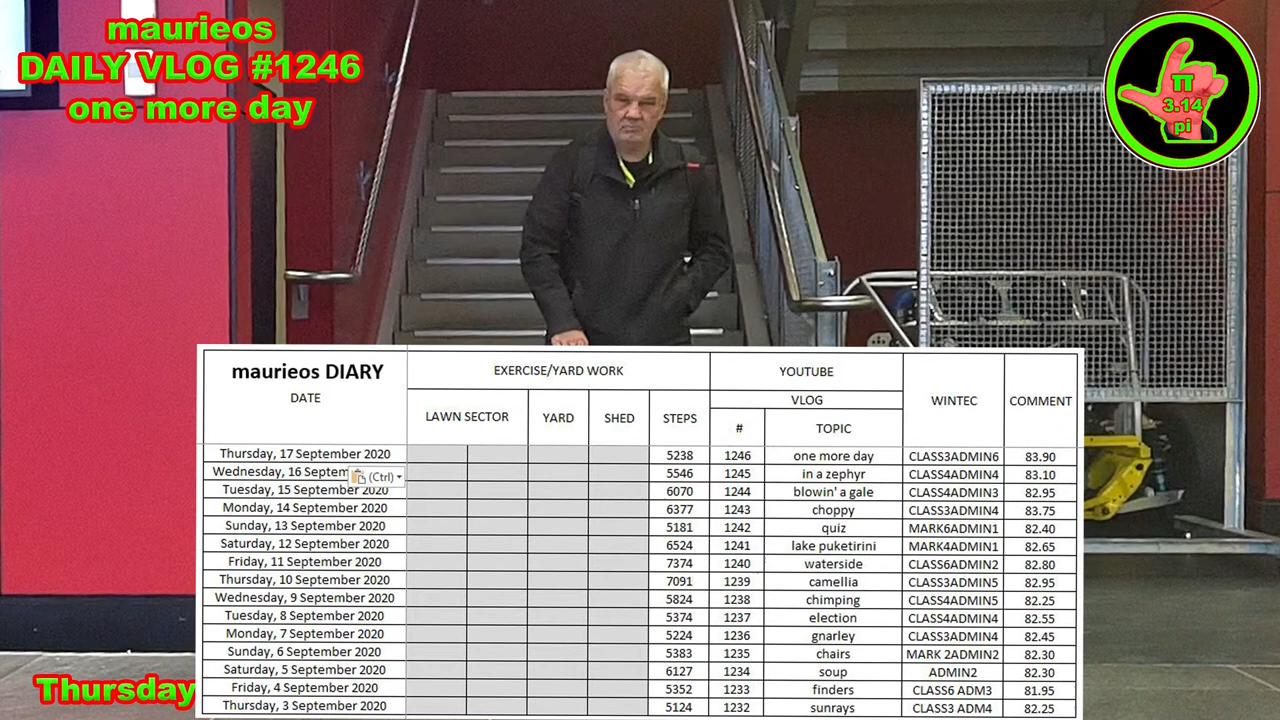 maurieos
DAILY VLOG #1246
one more day
π
3.14
pi
maurieos DIARY
DATE
EXERCISE/YARD WORK
YOUTUBE
WINTEC
COMMENT
LAWN SECTOR
YARD
SHED
STEPS
VLOG
#
TOPIC
Thursday, 17 September 2020 5238 1246 one more day CLASS3ADMIN6 83.90
Wednesday, 16 Septem 5546 1245 in a zephyr CLASS4ADMIN4 83.10
(Ctrl)
Tuesday, 15 September 2020 6070 1244 blowin' a gale CLASS4ADMIN3 82.95
Monday, 14 September 2020 6377 1243 choppy CLASS3ADMIN4 83.75
Sunday, 13 September 2020 5181 1242 quiz MARK6ADMIN1 82.40
Saturday, 12 September 2020 6524 1241 lake puketirini MARK4ADMIN1 82.65
Friday, 11 September 2020 7374 1240 waterside CLASS6ADMIN2 82.80
Thursday, 10 September 2020 7091 1239 camellia CLASS3ADMIN5 82.95
Wednesday, 9 September 2020 5824 1238 chimping CLASS4ADMIN5 82.25
Tuesday, 8 September 2020 5374 1237 election CLASS4ADMIN4 82.55
Monday, 7 September 2020 5224 1236 gnarley CLASS3ADMIN4 82.45
Sunday, 6 September 2020 5383 1235 chairs MARK 2ADMIN2 82.30
Saturday, 5 September 2020 6127 1234 soup ADMIN2 82.30
Friday, 4 September 2020 5352 1233 finders CLASS6 ADM3 81.95
Thursday, 3 September 2020 5124 1232 sunrays CLASS3 ADM4 82.25
Thursday